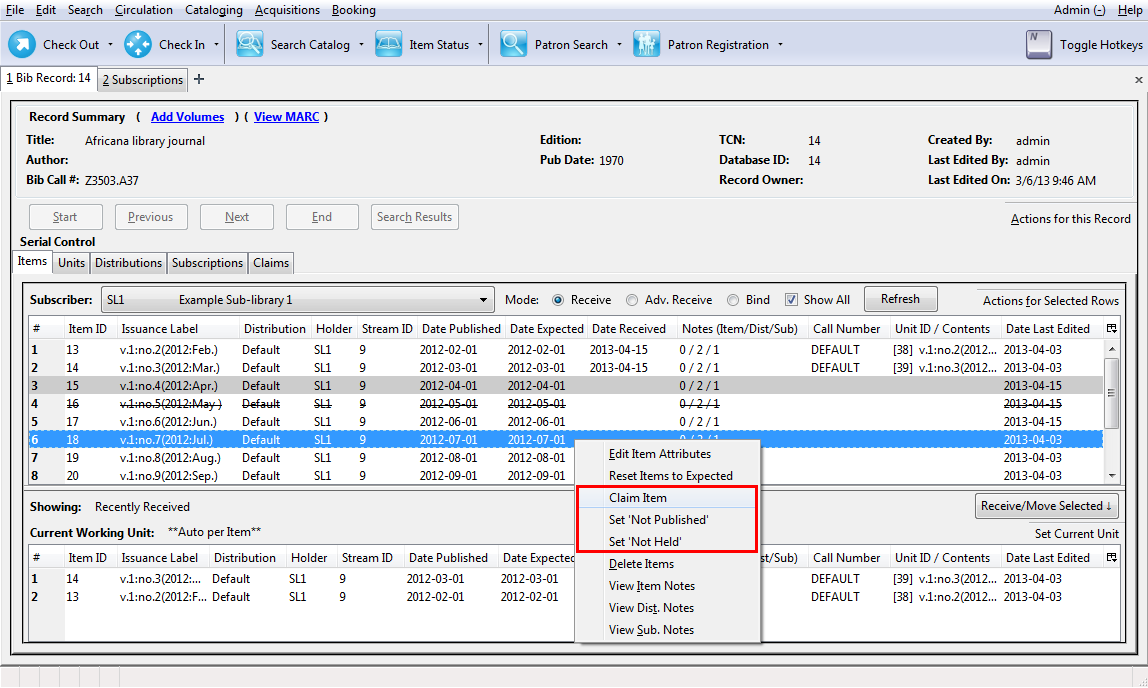 File Edit Search Circulation Cataloging Acquisitions Booking Admin (-) Help
Check Out Check In Search Catalog Item Status Patron Search Patron Registration N Toggle Hotkeys
1 Bib Record: 14 2 Subscriptions + ×
Record Summary ( Add Volumes ) ( View MARC )
Title: Africana library journal Edition: TCN: 14 Created By: admin
Author: Pub Date: 1970 Database ID: 14 Last Edited By: admin
Bib Call #: Z3503.A37 Record Owner: Last Edited On: 3/6/13 9:46 AM
Start Previous Next End Search Results Actions for this Record
Serial Control
Items Units Distributions Subscriptions Claims
Subscriber: SL1 Example Sub-library 1 Mode: Receive Adv. Receive Bind Show All Refresh Actions for Selected Rows
# Item ID Issuance Label Distribution Holder Stream ID Date Published Date Expected Date Received Notes (Item/Dist/Sub) Call Number Unit ID / Contents Date Last Edited
1 13 v.1:no.2(2012:Feb.) Default SL1 9 2012-02-01 2012-02-01 2013-04-15 0 / 2 / 1 DEFAULT [38] v.1:no.2(2012... 2013-04-03
2 14 v.1:no.3(2012:Mar.) Default SL1 9 2012-03-01 2012-03-01 2013-04-15 0 / 2 / 1 DEFAULT [39] v.1:no.3(2012... 2013-04-03
3 15 v.1:no.4(2012:Apr.) Default SL1 9 2012-04-01 2012-04-01 0 / 2 / 1 2013-04-15
4 16 v.1:no.5(2012:May ) Default SL1 9 2012-05-01 2012-05-01 0 / 2 / 1 2013-04-15
5 17 v.1:no.6(2012:Jun.) Default SL1 9 2012-06-01 2012-06-01 0 / 2 / 1 2013-04-15
6 18 v.1:no.7(2012:Jul.) Default SL1 9 2012-07-01 2012-07-01 0 / 2 / 1 2013-04-03
7 19 v.1:no.8(2012:Aug.) Default SL1 9 2012-08-01 2012-08-01 2013-04-03
8 20 v.1:no.9(2012:Sep.) Default SL1 9 2012-09-01 2012-09-01 2013-04-03
Edit Item Attributes
Reset Items to Expected
Claim Item
Set 'Not Published'
Set 'Not Held'
Delete Items
View Item Notes
View Dist. Notes
View Sub. Notes
Showing: Recently Received Receive/Move Selected ↓
Current Working Unit: **Auto per Item** Set Current Unit
# Item ID Issuance Label Distribution Holder Stream ID Date Published Date Expected st/Sub) Call Number Unit ID / Contents Date Last Edited
1 14 v.1:no.3(2012:... Default SL1 9 2012-03-01 2012-03-01 DEFAULT [39] v.1:no.3(2012... 2013-04-03
2 13 v.1:no.2(2012:F... Default SL1 9 2012-02-01 2012-02-01 DEFAULT [38] v.1:no.2(2012... 2013-04-03